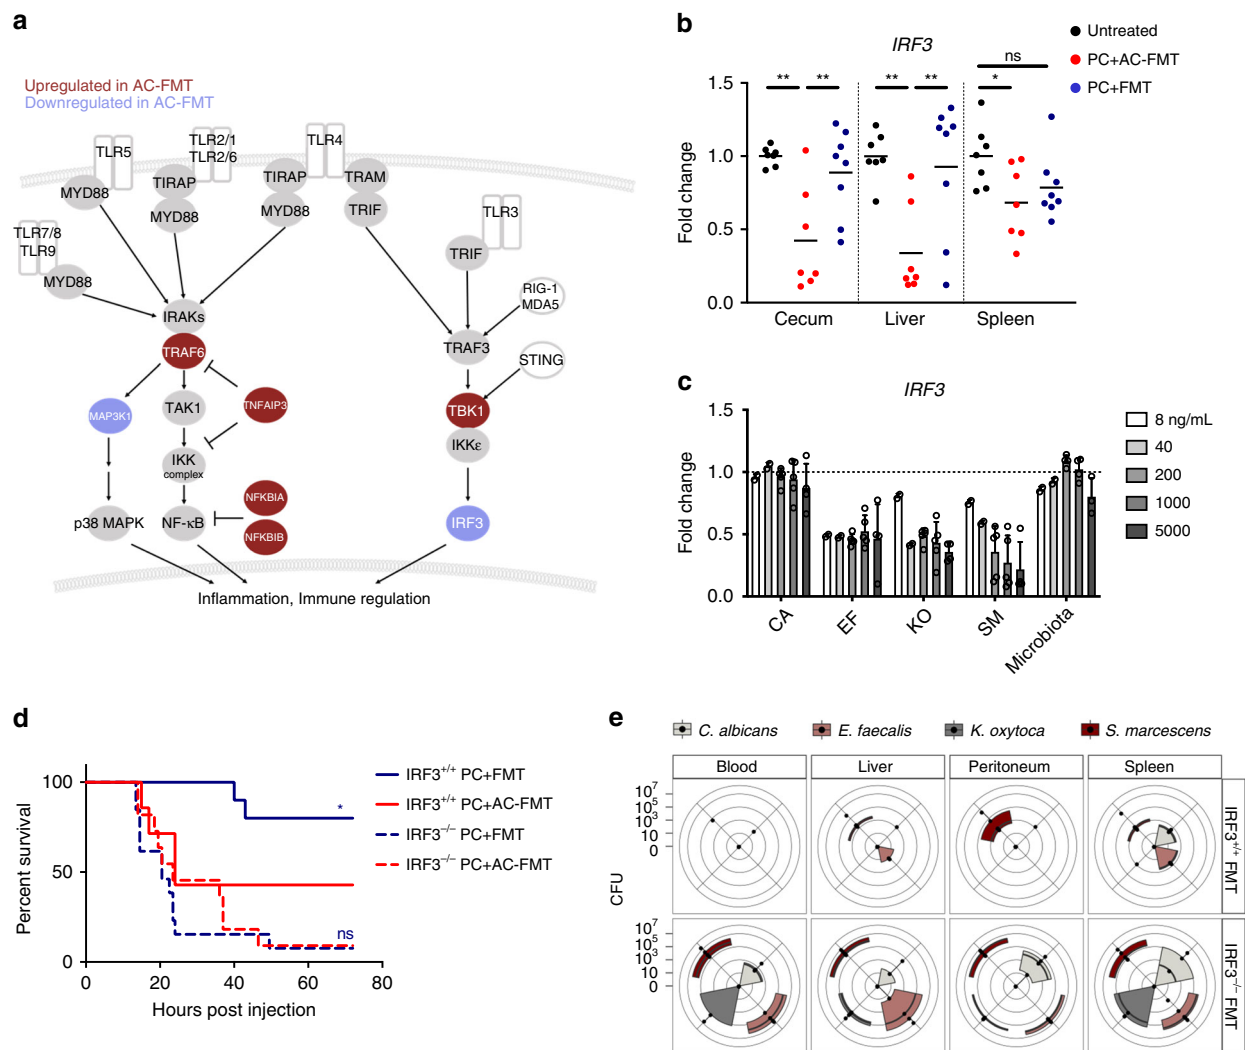 a
Upregulated in AC-FMT
Downregulated in AC-FMT
TLR5
MYD88
TLR2/1
TLR2/6
TIRAP
MYD88
TLR4
TIRAP
MYD88
TRAM
TRIF
TLR3
TRIF
TLR7/8
TLR9
MYD88
RIG-1
MDA5
IRAKs
TRAF6
TRAF3
STING
MAP3K1
TAK1
TNFAIP3
TBK1
IKKε
IKK
complex
NFKBIA
NFKBIB
p38 MAPK
NF-κB
IRF3
Inflammation, Immune regulation
b
IRF3
Untreated
PC+AC-FMT
PC+FMT
ns
** ** ** ** *
Fold change
1.5
1.0
0.5
0.0
Cecum Liver Spleen
c
IRF3
Fold change
1.5
1.0
0.5
0.0
CA EF KO SM Microbiota
8 ng/mL
40
200
1000
5000
d
Percent survival
100
50
0
0 20 40 60 80
Hours post injection
*
ns
IRF3+/+ PC+FMT
IRF3+/+ PC+AC-FMT
IRF3−/− PC+FMT
IRF3−/− PC+AC-FMT
e
C. albicans E. faecalis K. oxytoca S. marcescens
Blood Liver Peritoneum Spleen
CFU
10⁷
10⁵
10³
10
0
IRF3+/+ FMT
10⁷
10⁵
10³
10
0
IRF3−/− FMT